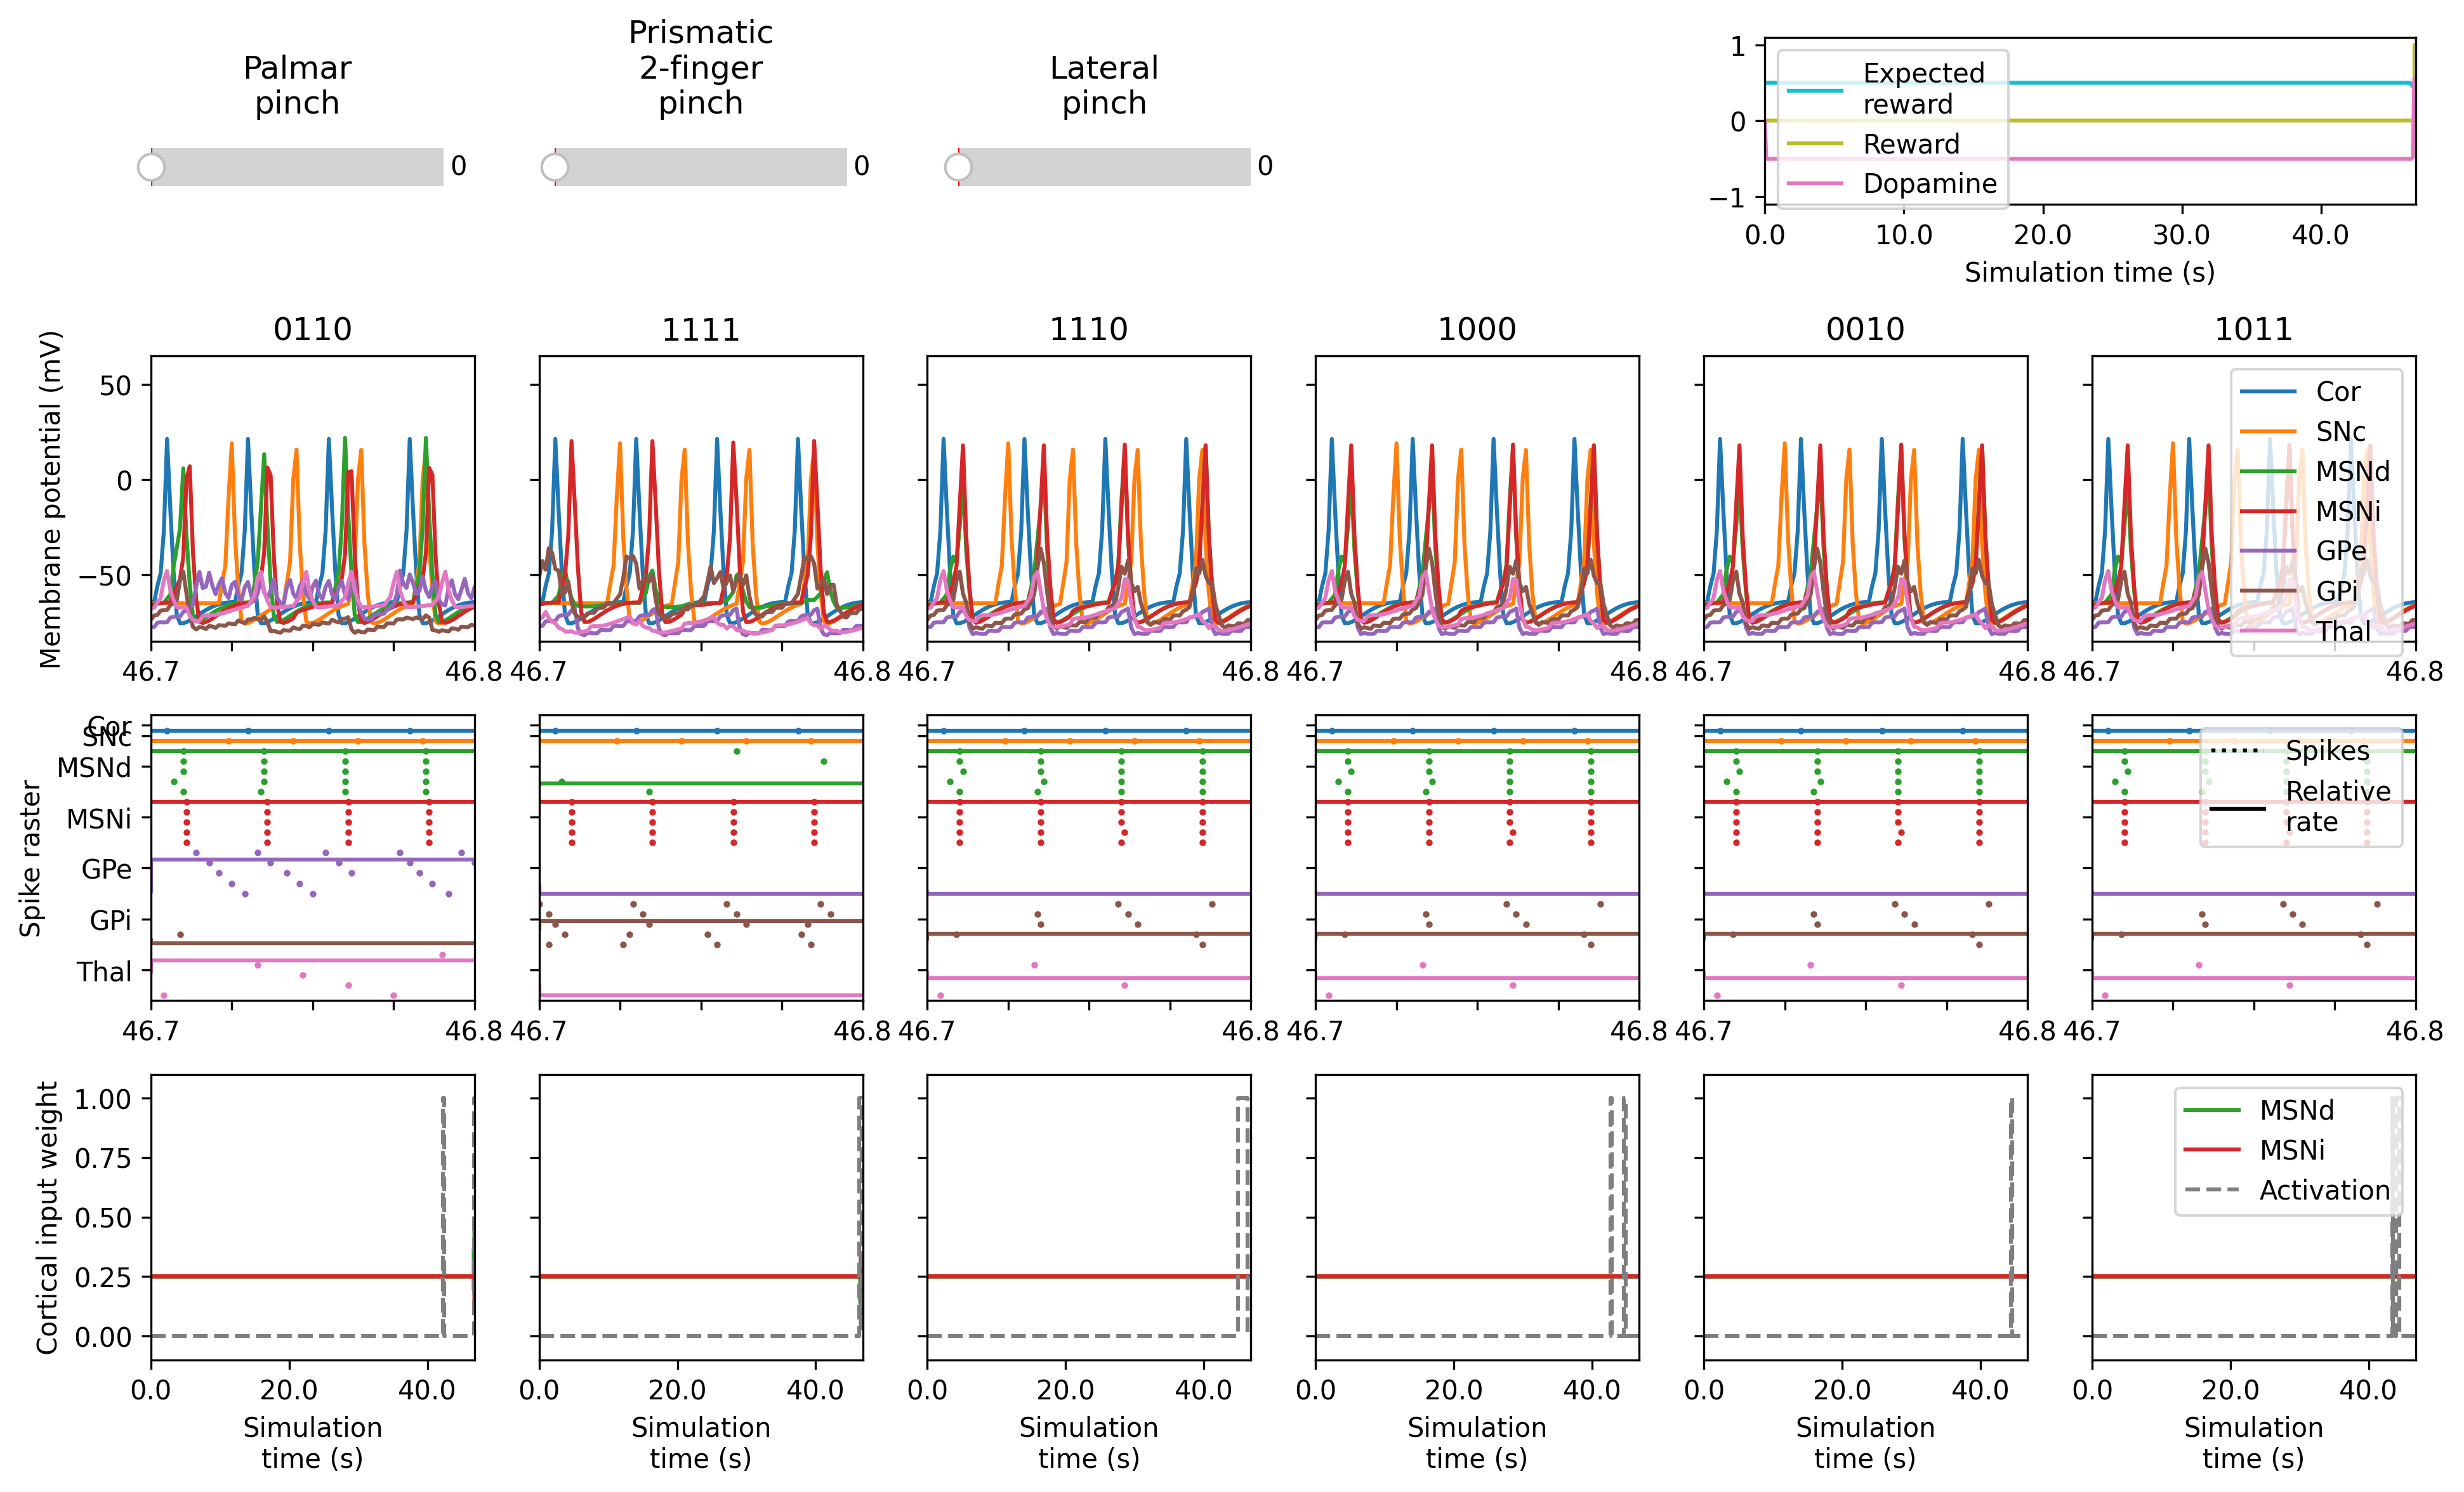 Palmar
pinch
0
Prismatic
2-finger
pinch
0
Lateral
pinch
0
1
0
−1
Expected
reward
Reward
Dopamine
0.0 10.0 20.0 30.0 40.0
Simulation time (s)
0110 1111 1110 1000 0010 1011
Membrane potential (mV)
50
0
−50
Cor
SNc
MSNd
MSNi
GPe
GPi
Thal
46.7 46.8 46.7 46.8 46.7 46.8 46.7 46.8 46.7 46.8 46.7 46.8
Spike raster
Cor
SNc
MSNd
MSNi
GPe
GPi
Thal
Spikes
Relative
rate
46.7 46.8 46.7 46.8 46.7 46.8 46.7 46.8 46.7 46.8 46.7 46.8
Cortical input weight
1.00
0.75
0.50
0.25
0.00
MSNd
MSNi
Activation
0.0 20.0 40.0 0.0 20.0 40.0 0.0 20.0 40.0 0.0 20.0 40.0 0.0 20.0 40.0 0.0 20.0 40.0
Simulation
time (s)
Simulation
time (s)
Simulation
time (s)
Simulation
time (s)
Simulation
time (s)
Simulation
time (s)